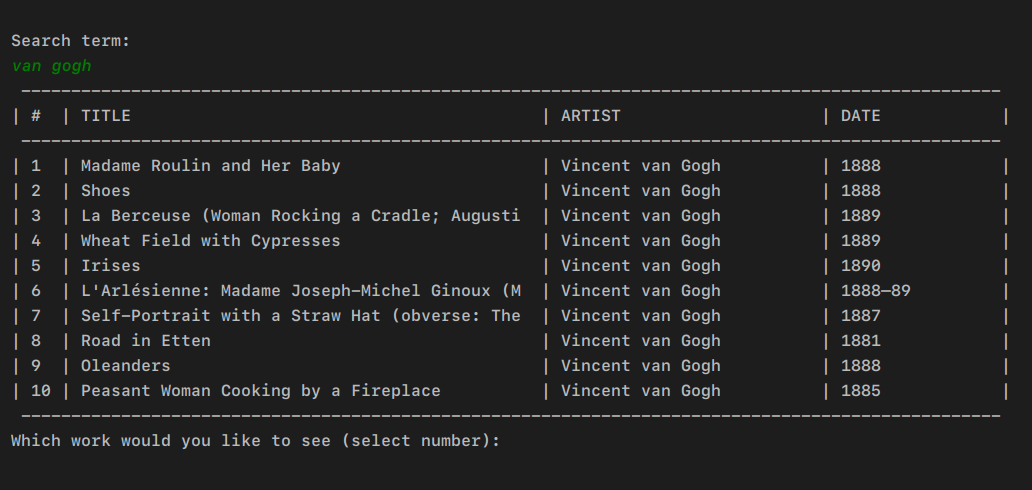 Search term:
van gogh
| # | TITLE | ARTIST | DATE |
| 1 | Madame Roulin and Her Baby | Vincent van Gogh | 1888 |
| 2 | Shoes | Vincent van Gogh | 1888 |
| 3 | La Berceuse (Woman Rocking a Cradle; Augusti | Vincent van Gogh | 1889 |
| 4 | Wheat Field with Cypresses | Vincent van Gogh | 1889 |
| 5 | Irises | Vincent van Gogh | 1890 |
| 6 | L'Arlésienne: Madame Joseph-Michel Ginoux (M | Vincent van Gogh | 1888–89 |
| 7 | Self-Portrait with a Straw Hat (obverse: The | Vincent van Gogh | 1887 |
| 8 | Road in Etten | Vincent van Gogh | 1881 |
| 9 | Oleanders | Vincent van Gogh | 1888 |
| 10 | Peasant Woman Cooking by a Fireplace | Vincent van Gogh | 1885 |
Which work would you like to see (select number):